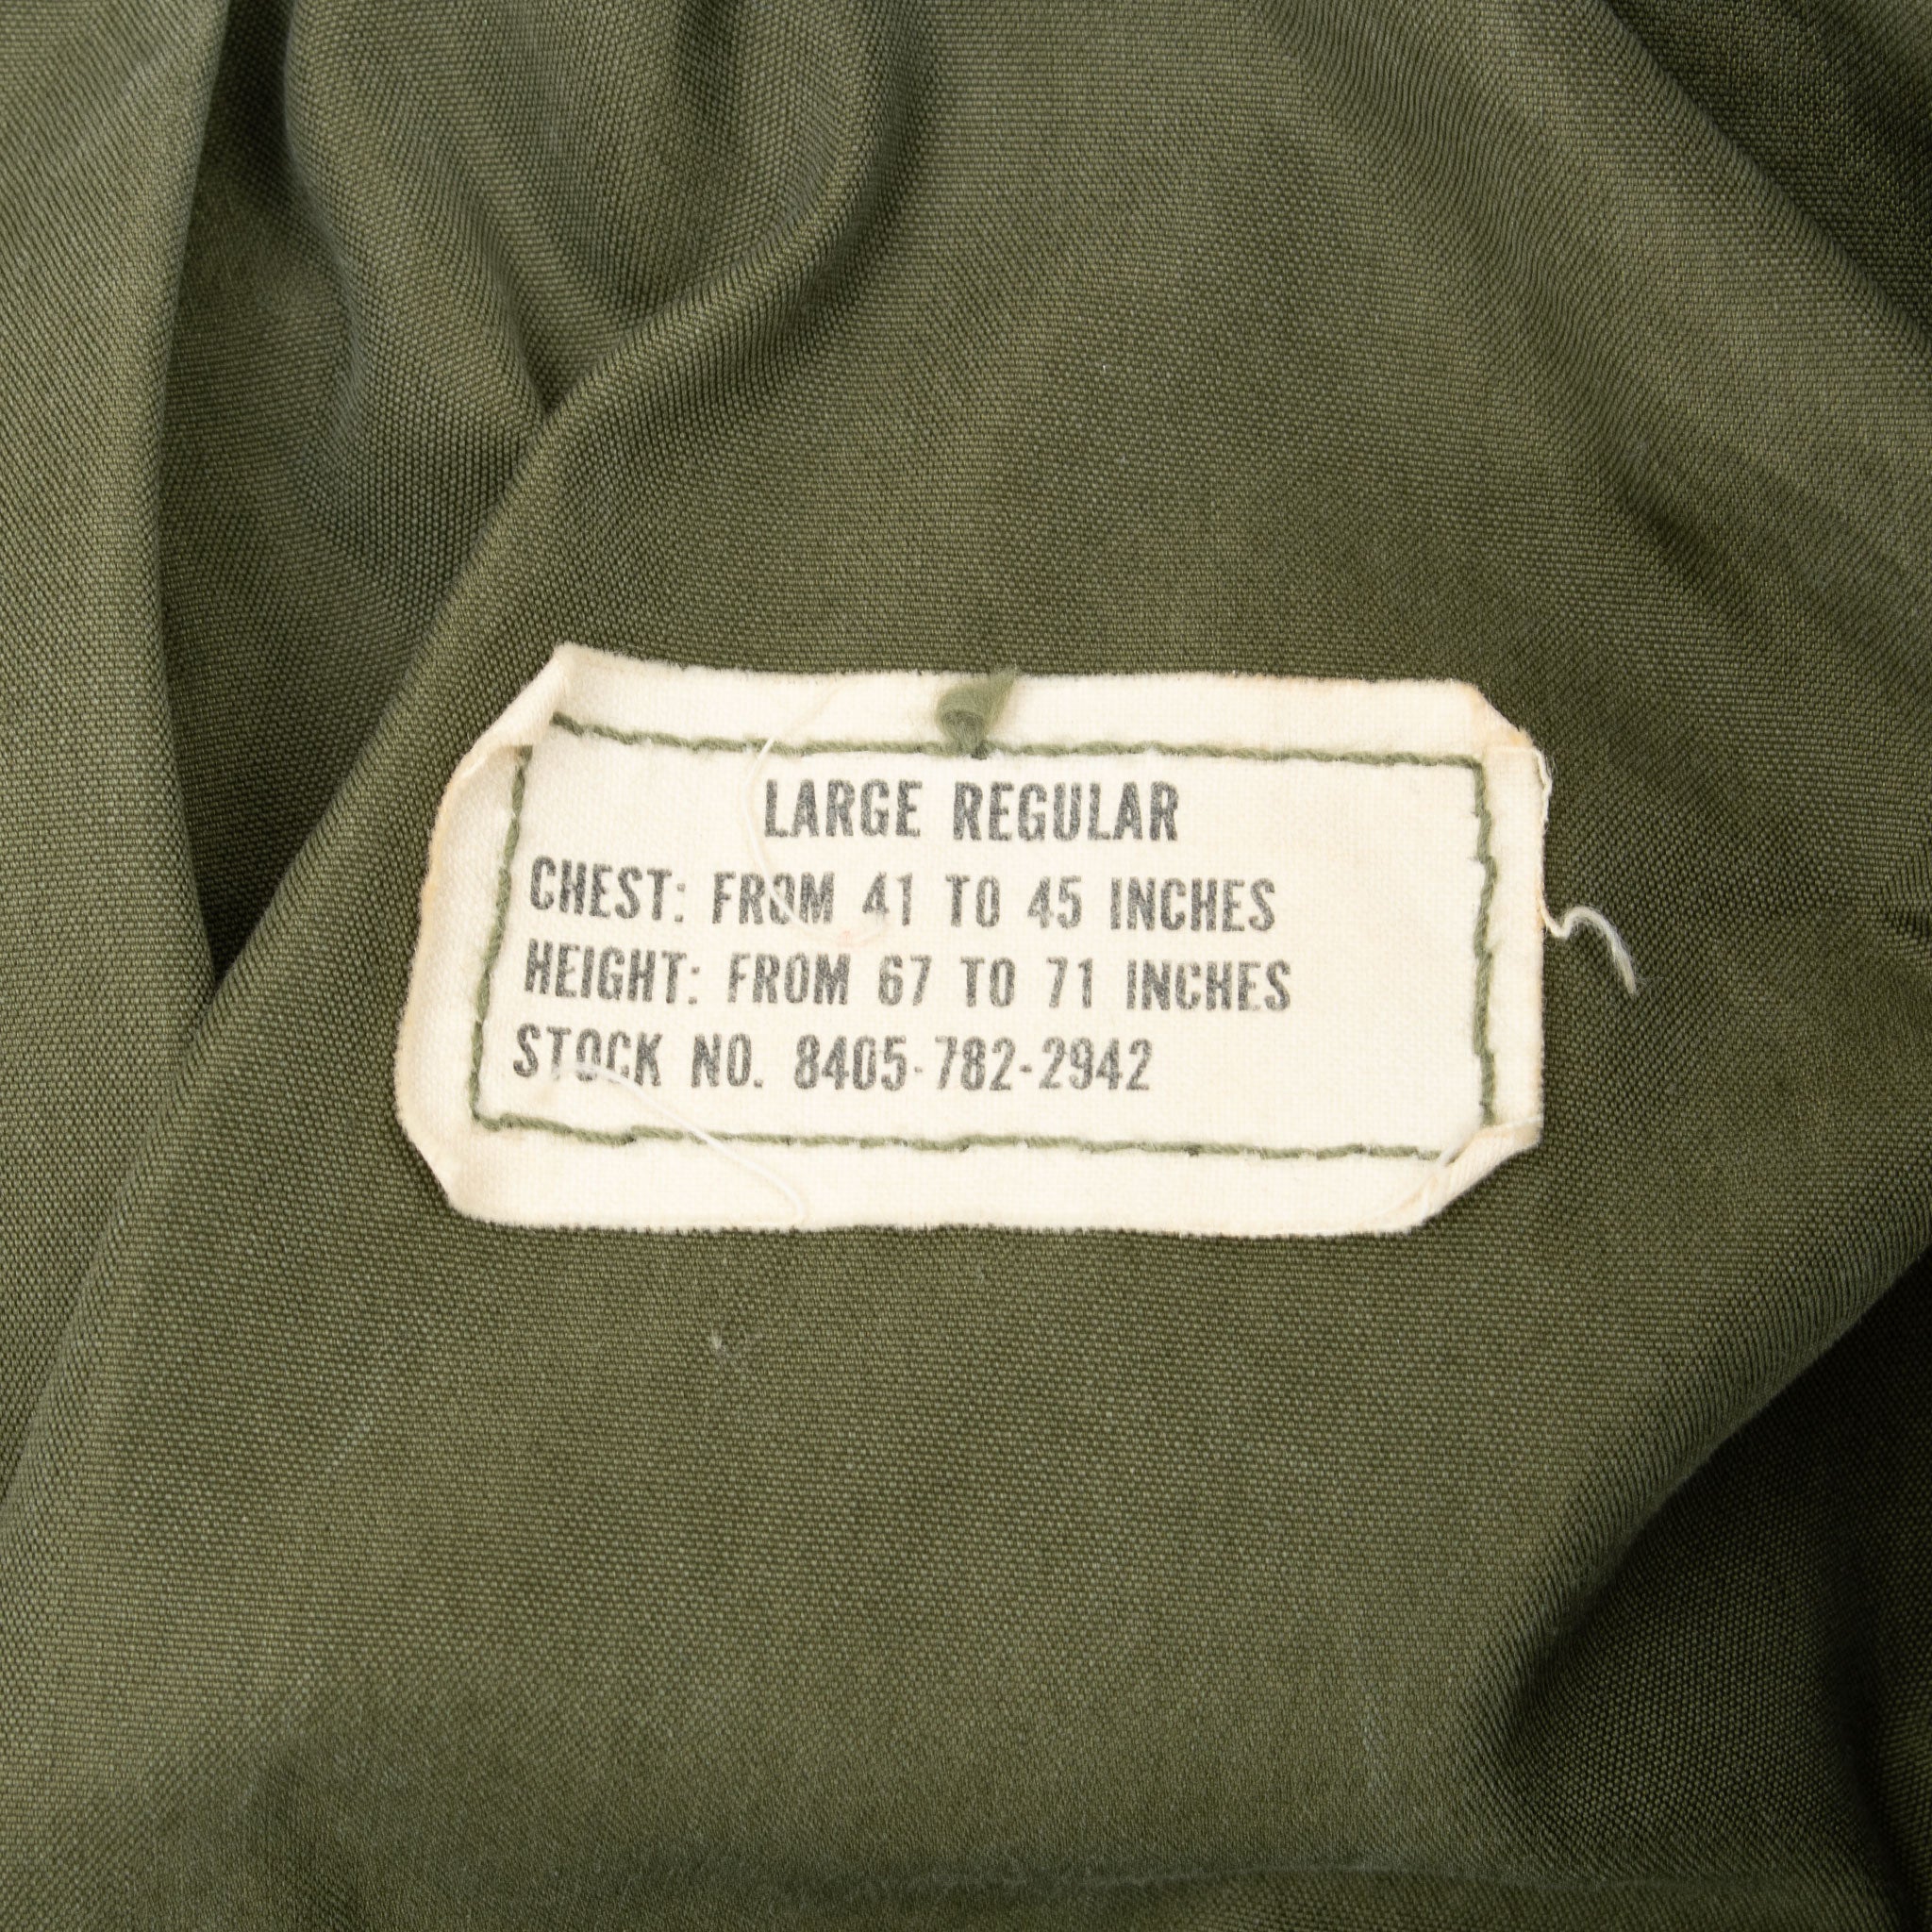 LARGE REGULAR
CHEST: FROM 41 TO 45 INCHES
HEIGHT: FROM 67 TO 71 INCHES
STOCK NO. 8405-782-2942